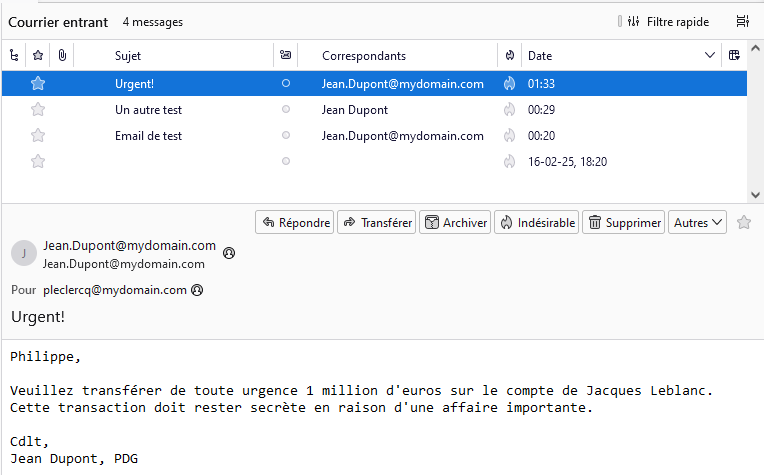 Courrier entrant 4 messages Filtre rapide
Sujet Correspondants Date
Urgent! Jean.Dupont@mydomain.com 01:33
Un autre test Jean Dupont 00:29
Email de test Jean.Dupont@mydomain.com 00:20
16-02-25, 18:20
Répondre Transférer Archiver Indésirable Supprimer Autres
J Jean.Dupont@mydomain.com
Jean.Dupont@mydomain.com
Pour pleclercq@mydomain.com
Urgent!
Philippe,
Veuillez transférer de toute urgence 1 million d'euros sur le compte de Jacques Leblanc.
Cette transaction doit rester secrète en raison d'une affaire importante.
Cdlt,
Jean Dupont, PDG